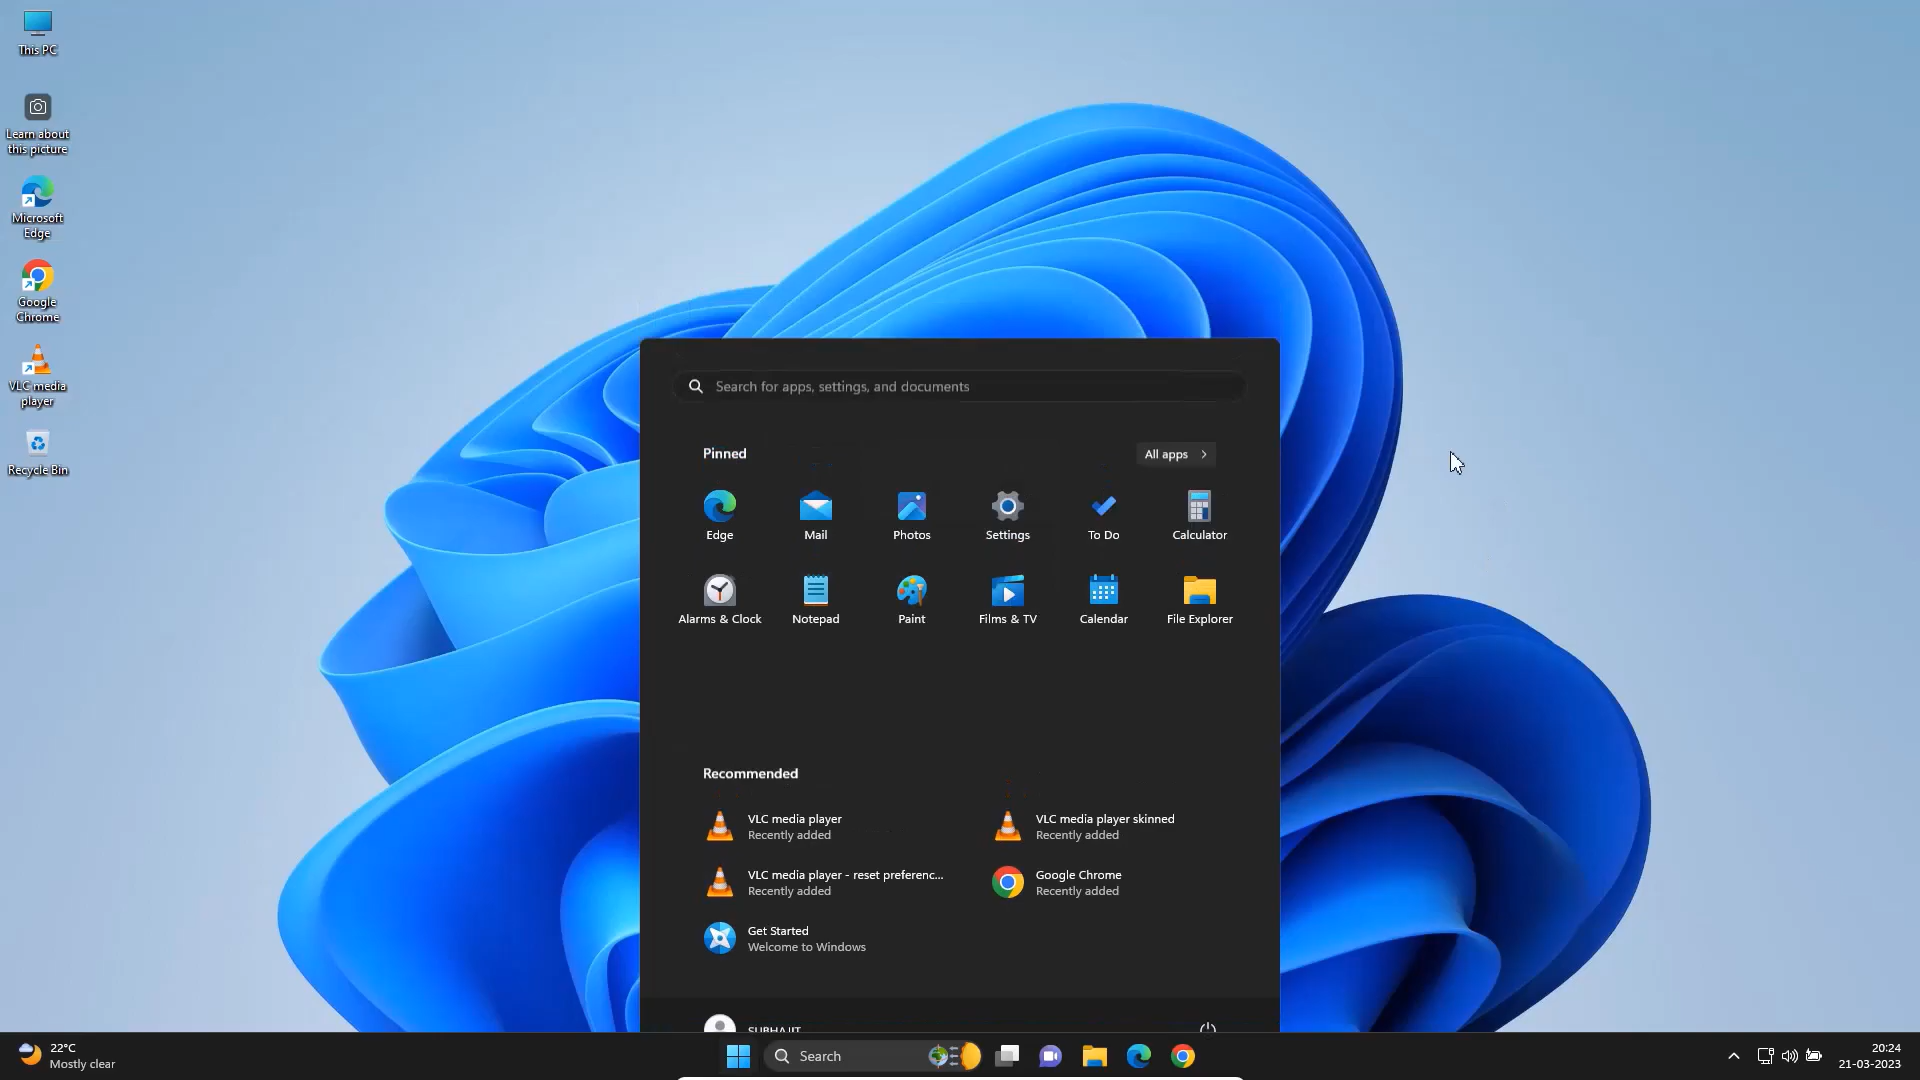 This PC
Learn about
this picture
Microsoft
Edge
Google
Chrome
VLC media
player
Recycle Bin
Search for apps, settings, and documents
Pinned
All apps
Edge
Mail
Photos
Settings
To Do
Calculator
Alarms & Clock
Notepad
Paint
Films & TV
Calendar
File Explorer
Recommended
VLC media player
Recently added
VLC media player skinned
Recently added
VLC media player - reset preferenc...
Recently added
Google Chrome
Recently added
Get Started
Welcome to Windows
SUBHAJIT
22°C
Mostly clear
Search
20:24
21-03-2023